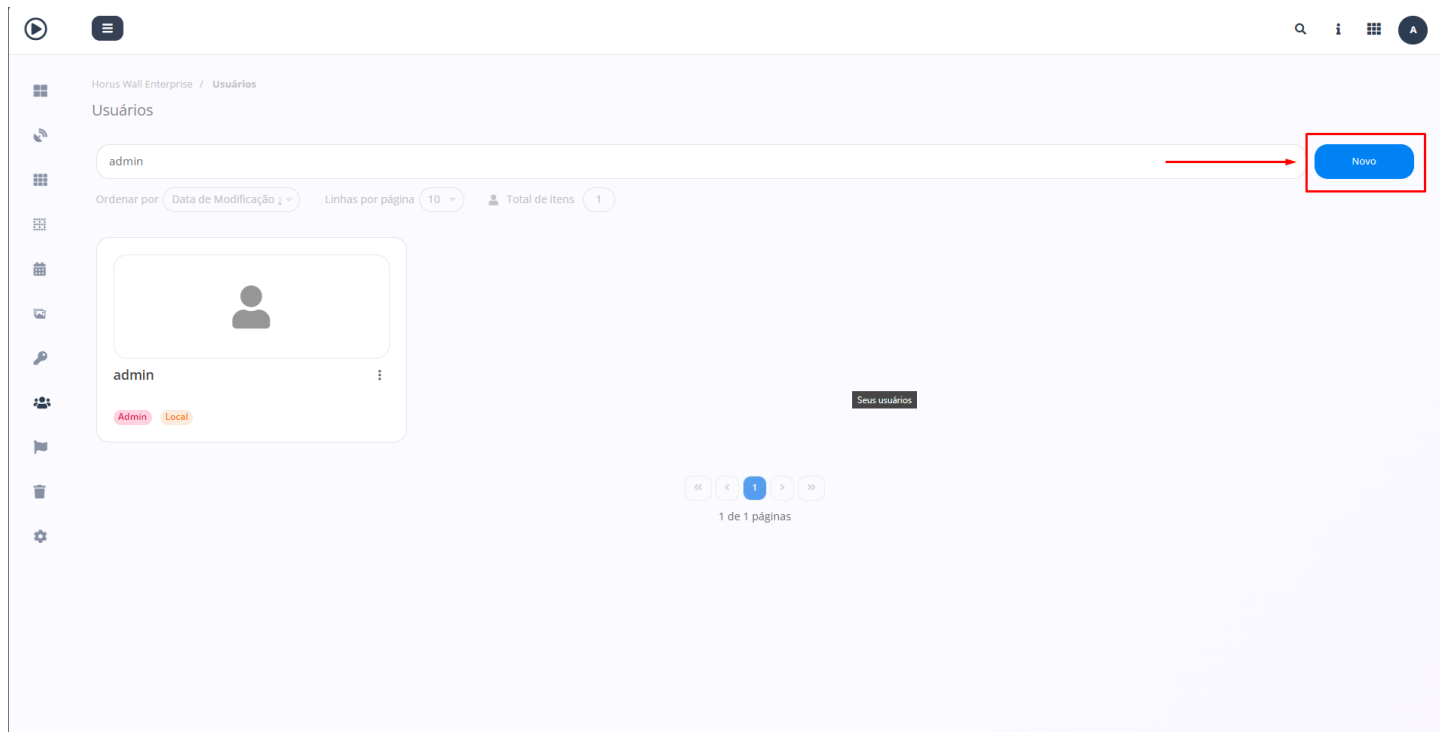 A
Horus Wall Enterprise / Usuários
Usuários
admin
Novo
Ordenar por Data de Modificação ↓ Linhas por página 10 Total de itens 1
admin
Admin Local
Seus usuários
« ‹ 1 › »
1 de 1 páginas